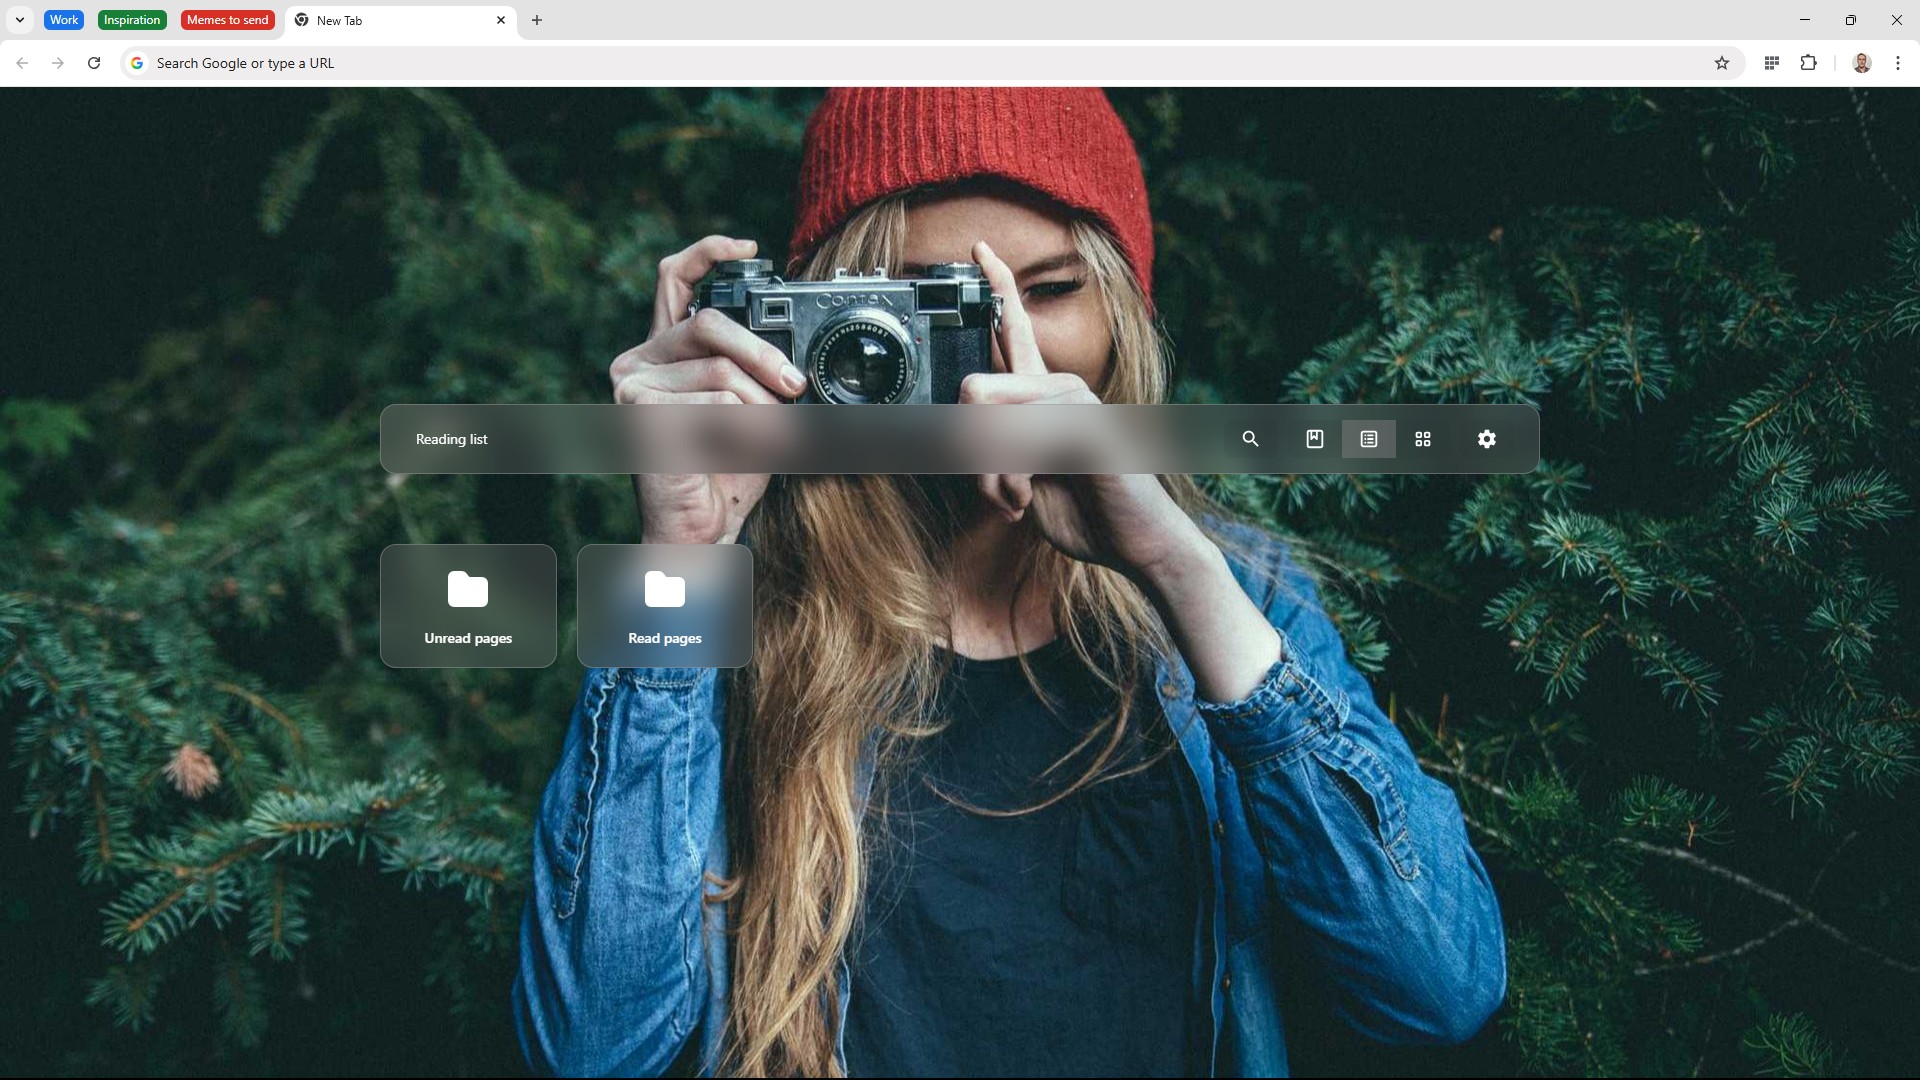 Work
Inspiration
Memes to send
New Tab
Search Google or type a URL
Contax
Reading list
Unread pages
Read pages